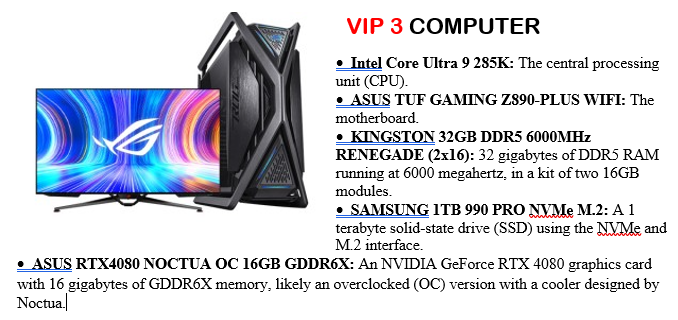 VIP 3 COMPUTER
• Intel Core Ultra 9 285K: The central processing
unit (CPU).
• ASUS TUF GAMING Z890-PLUS WIFI: The
motherboard.
• KINGSTON 32GB DDR5 6000MHz
RENEGADE (2x16): 32 gigabytes of DDR5 RAM
running at 6000 megahertz, in a kit of two 16GB
modules.
• SAMSUNG 1TB 990 PRO NVMe M.2: A 1
terabyte solid-state drive (SSD) using the NVMe and
M.2 interface.
• ASUS RTX4080 NOCTUA OC 16GB GDDR6X: An NVIDIA GeForce RTX 4080 graphics card
with 16 gigabytes of GDDR6X memory, likely an overclocked (OC) version with a cooler designed by
Noctua.